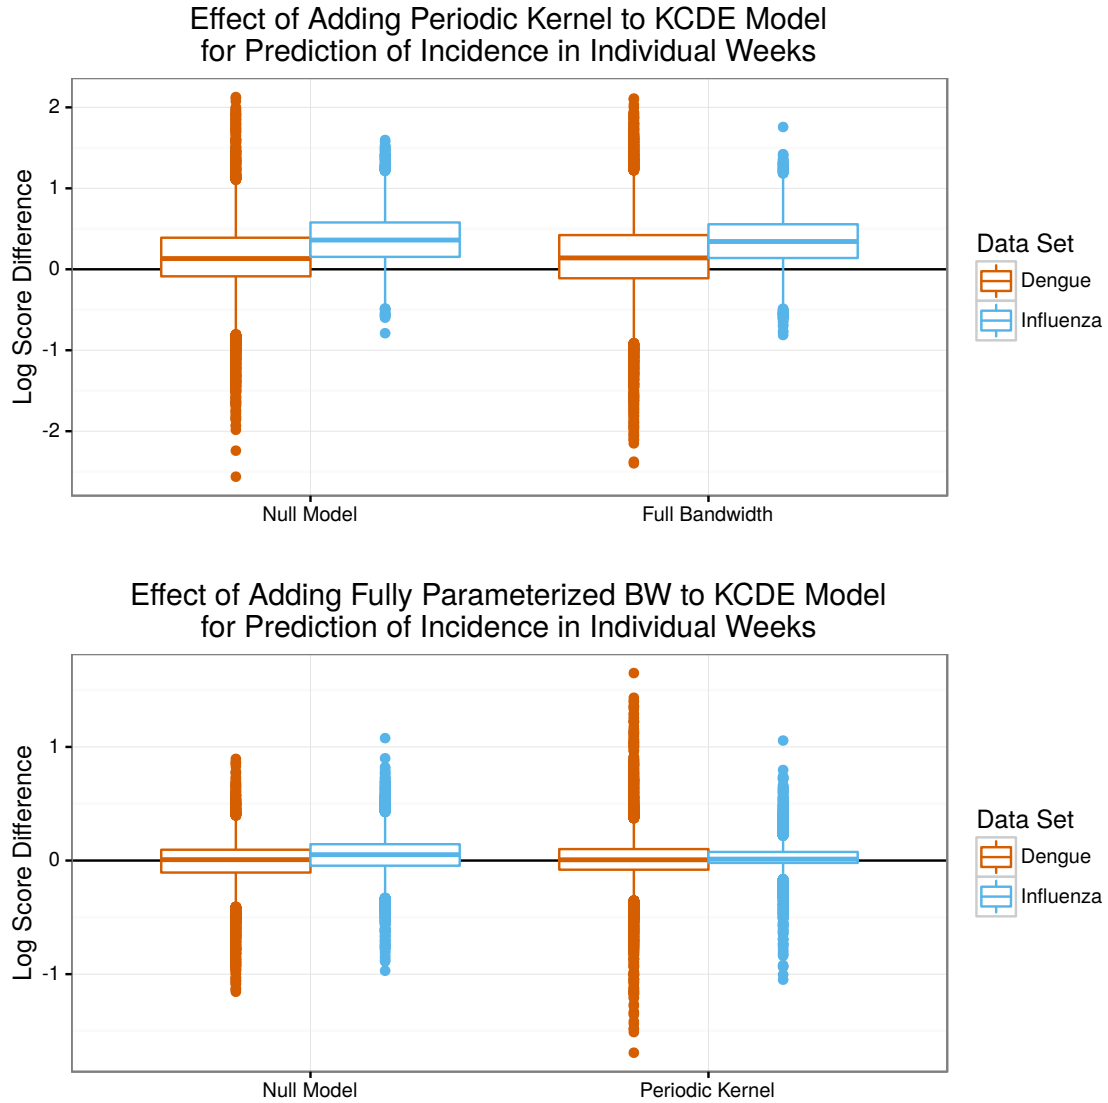 Effect of Adding Periodic Kernel to KCDE Model
for Prediction of Incidence in Individual Weeks
Log Score Difference
2
1
0
-1
-2
Null Model
Full Bandwidth
Data Set
Dengue
Influenza
Effect of Adding Fully Parameterized BW to KCDE Model
for Prediction of Incidence in Individual Weeks
Log Score Difference
1
0
-1
Null Model
Periodic Kernel
Data Set
Dengue
Influenza